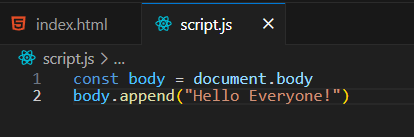 index.html script.js ×
script.js > ...
1 const body = document.body
2 body.append("Hello Everyone!")